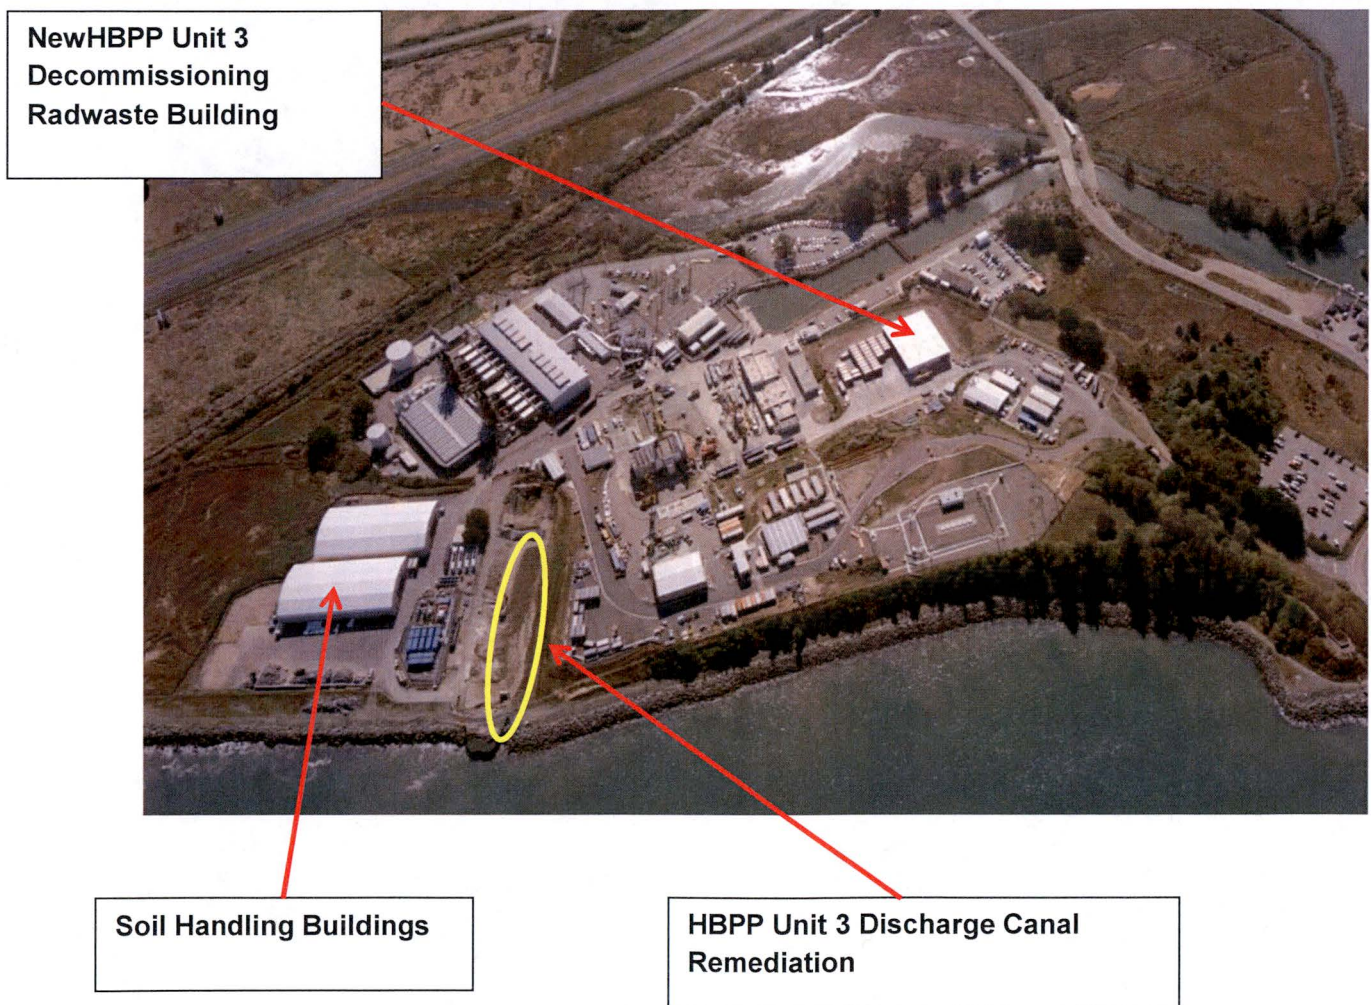 NewHBPP Unit 3
Decommissioning
Radwaste Building
Soil Handling Buildings
HBPP Unit 3 Discharge Canal
Remediation